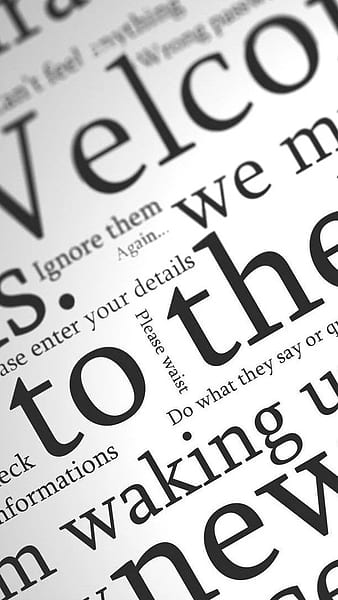 can't feel anything
Wrong
Welco
Ignore them
Again...
we m
s.
ase enter your details
to the
Please waist
Do what they say or qu
eck
nformations
m waking u
new